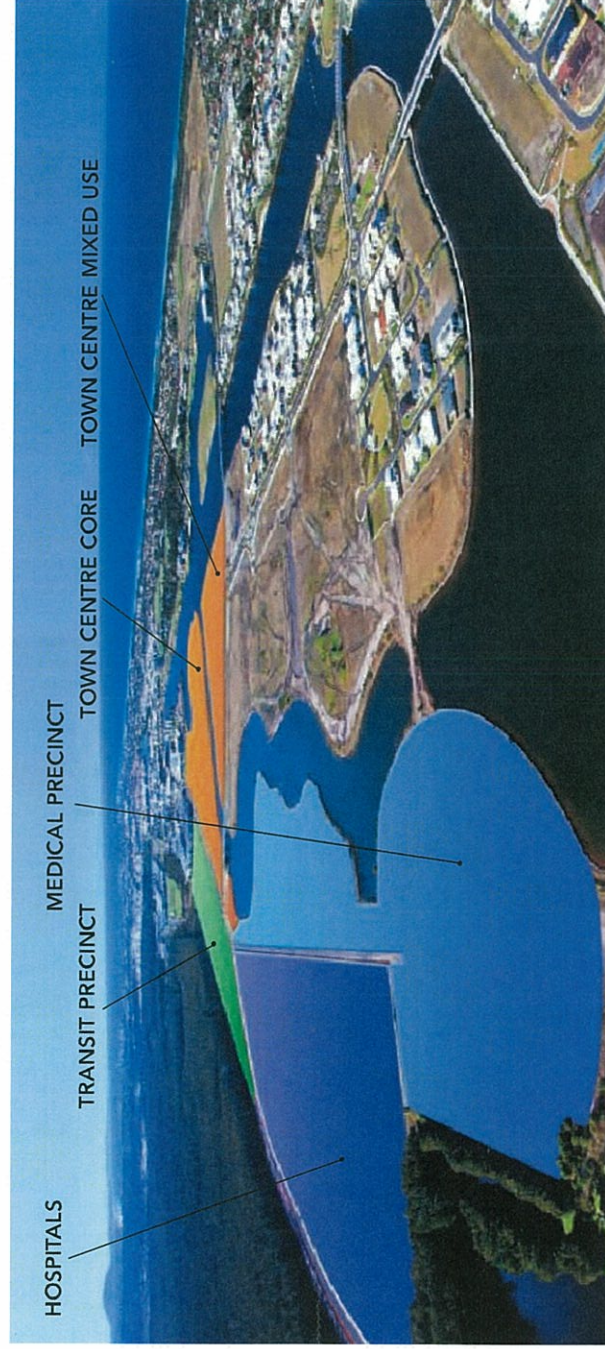 HOSPITALS
TRANSIT PRECINCT
MEDICAL PRECINCT
TOWN CENTRE CORE
TOWN CENTRE MIXED USE